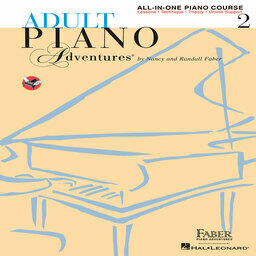 ALL-IN-ONE PIANO COURSE
Lessons • Technique • Theory • Online Support
2
ADULT
PIANO
Adventures®
by Nancy and Randall Faber
FABER
PIANO ADVENTURES
HAL•LEONARD®